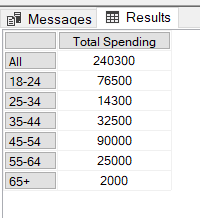 Messages Results
Total Spending
All 240300
18-24 76500
25-34 14300
35-44 32500
45-54 90000
55-64 25000
65+ 2000